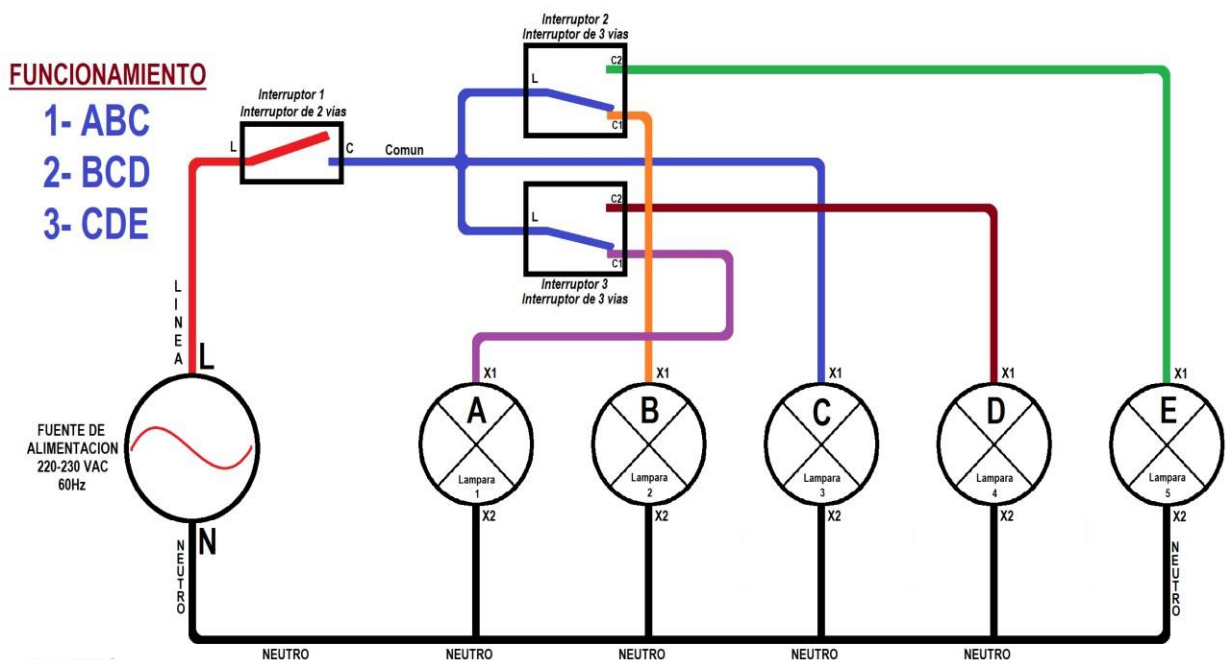 FUNCIONAMIENTO
1- ABC
2- BCD
3- CDE
Interruptor 1
Interruptor de 2 vias
L
C
Comun
Interruptor 2
Interruptor de 3 vias
L
C2
C1
L
C2
C1
Interruptor 3
Interruptor de 3 vias
LINEA
L
FUENTE DE
ALIMENTACION
220-230 VAC
60Hz
N
NEUTRO
X1
A
Lampara
1
X2
X1
B
Lampara
2
X2
X1
C
Lampara
3
X2
X1
D
Lampara
4
X2
X1
E
Lampara
5
X2
NEUTRO
NEUTRO
NEUTRO
NEUTRO
NEUTRO
NEUTRO